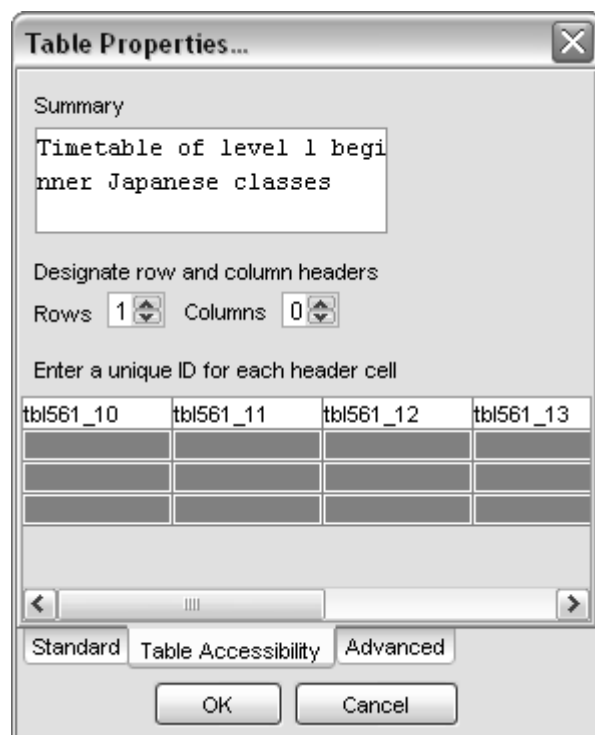 Table Properties...
Summary
Timetable of level 1 begi
nner Japanese classes
Designate row and column headers
Rows 1 Columns 0
Enter a unique ID for each header cell
tbl561_10 tbl561_11 tbl561_12 tbl561_13
Standard Table Accessibility Advanced
OK Cancel